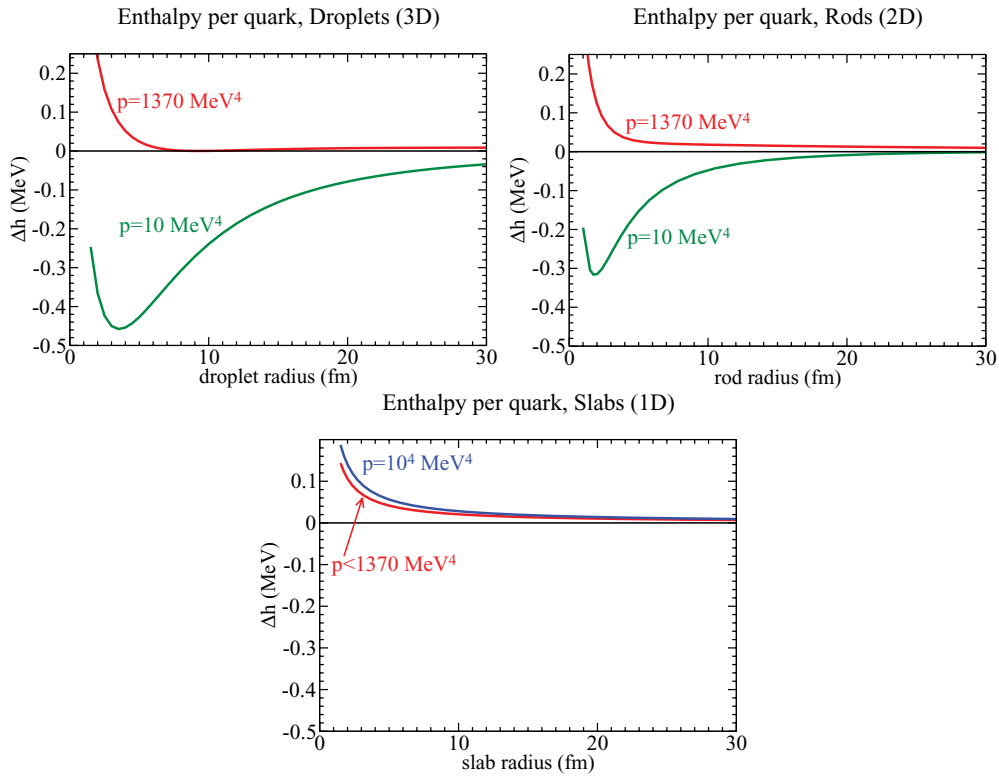 Enthalpy per quark, Droplets (3D)
Δh (MeV)
0.2
0.1
0
-0.1
-0.2
-0.3
-0.4
-0.5
p=1370 MeV⁴
p=10 MeV⁴
0 10 20 30
droplet radius (fm)
Enthalpy per quark, Rods (2D)
Δh (MeV)
0.2
0.1
0
-0.1
-0.2
-0.3
-0.4
-0.5
p=1370 MeV⁴
p=10 MeV⁴
0 10 20 30
rod radius (fm)
Enthalpy per quark, Slabs (1D)
Δh (MeV)
0.1
0
-0.1
-0.2
-0.3
-0.4
-0.5
p=10⁴ MeV⁴
p<1370 MeV⁴
0 10 20 30
slab radius (fm)